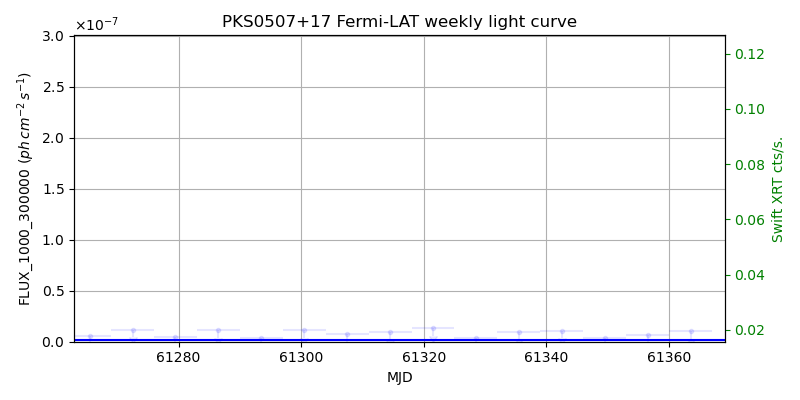 PKS0507+17 Fermi-LAT weekly light curve
×10⁻⁷
3.0
2.5
2.0
1.5
1.0
0.5
0.0
FLUX_1000_300000 (ph cm⁻² s⁻¹)
0.12
0.10
0.08
0.06
0.04
0.02
Swift XRT cts/s.
61280 61300 61320 61340 61360
MJD